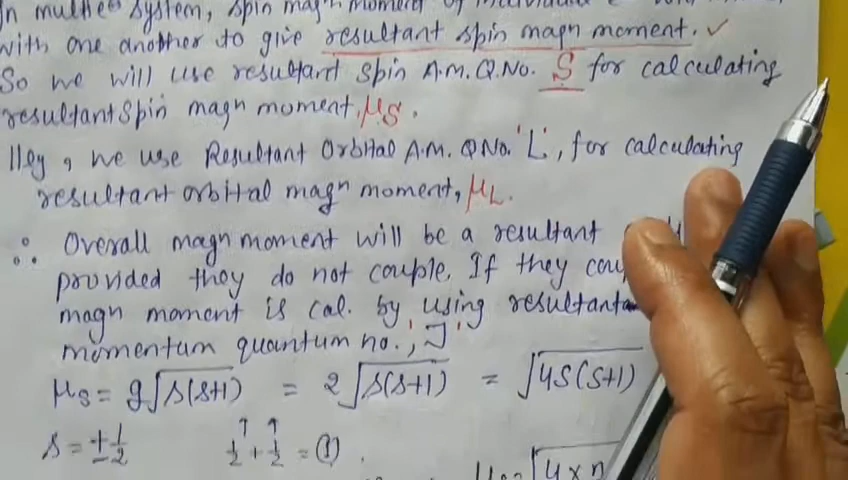 In multi e⁻ system, spin magn moment of individual e⁻
with one another to give resultant spin magn moment. ✓
So we will use resultant spin A.M.Q.No. S for calculating
resultant spin magn moment, μS.
lly, we use Resultant Orbital A.M. QNo. 'L', for calculating
resultant orbital magn moment, μL.
∴ Overall magn moment will be a resultant
provided they do not couple. If they
magn moment is cal. by using resultant
momentum quantum no., 'J'
μs = g√s(s+1) = 2√s(s+1) = √4s(s+1)
s = ±1/2 ↑1/2 + ↑1/2 = ①
√4×n